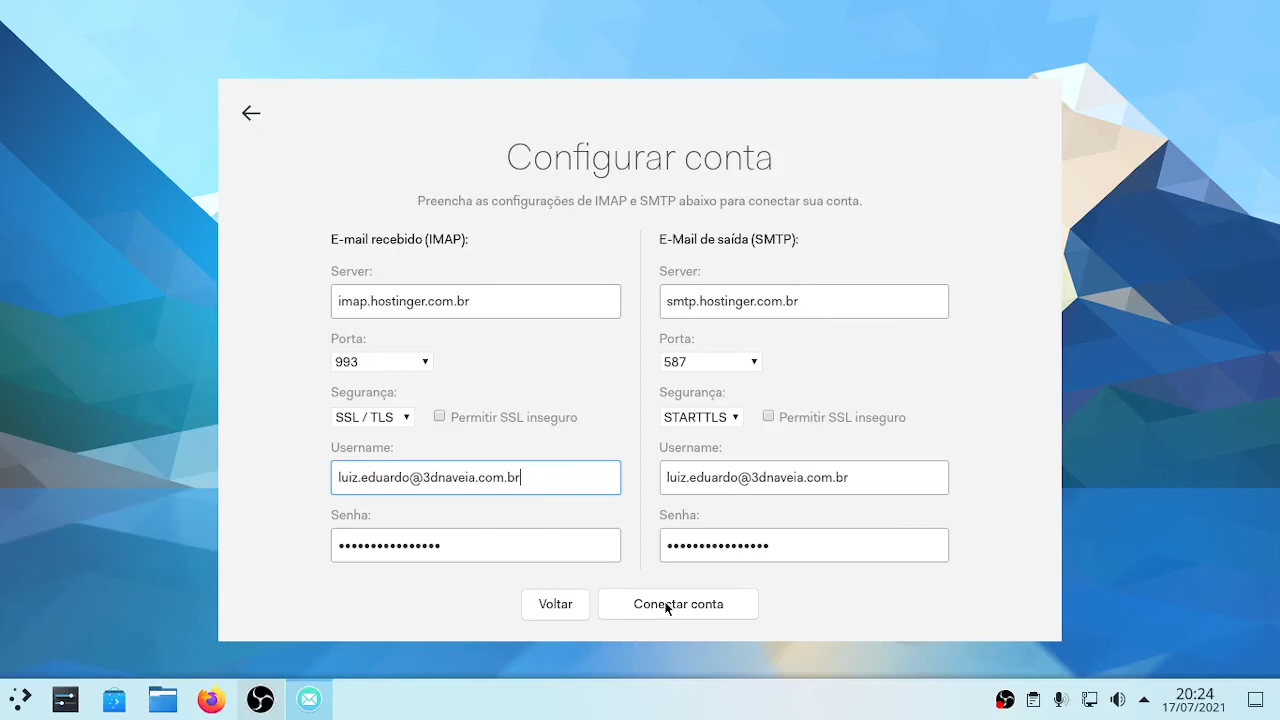 Configurar conta
Preencha as configurações de IMAP e SMTP abaixo para conectar sua conta.
E-mail recebido (IMAP):
Server:
imap.hostinger.com.br
Porta:
993
Segurança:
SSL / TLS
Permitir SSL inseguro
Username:
luiz.eduardo@3dnaveia.com.br
Senha:
••••••••••••••••
E-Mail de saída (SMTP):
Server:
smtp.hostinger.com.br
Porta:
587
Segurança:
STARTTLS
Permitir SSL inseguro
Username:
luiz.eduardo@3dnaveia.com.br
Senha:
••••••••••••••••
Voltar
Conectar conta
20:24
17/07/2021